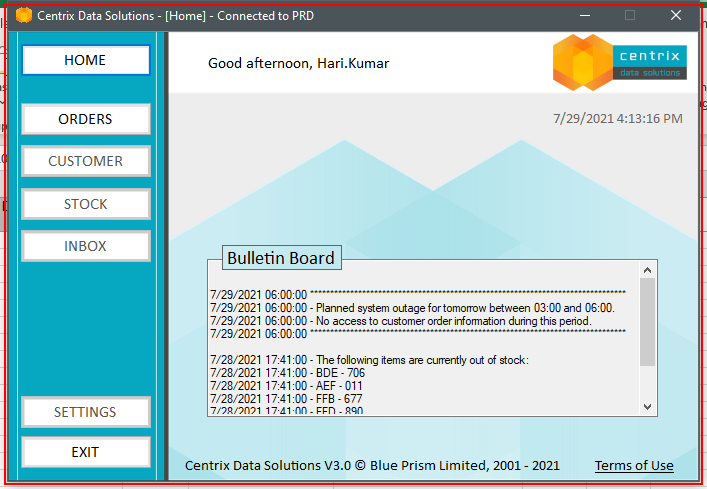 Centrix Data Solutions - [Home] - Connected to PRD
HOME
Good afternoon, Hari.Kumar
centrix
data solutions
7/29/2021 4:13:16 PM
ORDERS
CUSTOMER
STOCK
INBOX
Bulletin Board
7/29/2021 06:00:00 ********************************************************************************
7/29/2021 06:00:00 - Planned system outage for tomorrow between 03:00 and 06:00.
7/29/2021 06:00:00 - No access to customer order information during this period.
7/29/2021 06:00:00 ********************************************************************************
7/28/2021 17:41:00 - The following items are currently out of stock:
7/28/2021 17:41:00 - BDE - 706
7/28/2021 17:41:00 - AEF - 011
7/28/2021 17:41:00 - FFB - 677
7/28/2021 17:41:00 - FFD - 890
SETTINGS
EXIT
Centrix Data Solutions V3.0 © Blue Prism Limited, 2001 - 2021
Terms of Use